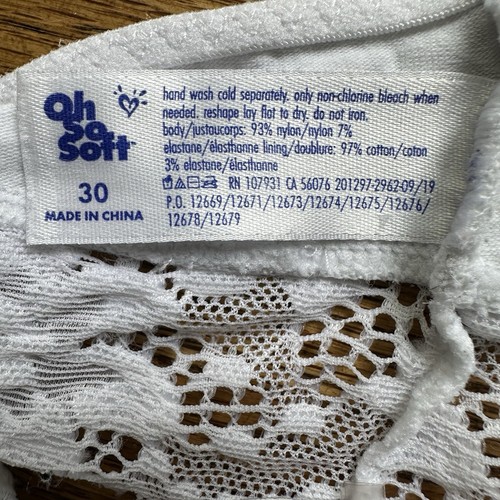 Oh
So
Soft
30
MADE IN CHINA
hand wash cold separately. only non-chlorine bleach when
needed. reshape lay flat to dry. do not iron.
body/justaucorps: 93% nylon/nylon 7%
elastane/élasthanne lining/doublure: 97% cotton/coton
3% elastane/élasthanne
RN 107931 CA 56076 201297-2962-09/19
P.O. 12669/12671/12673/12674/12675/12676/
12678/12679